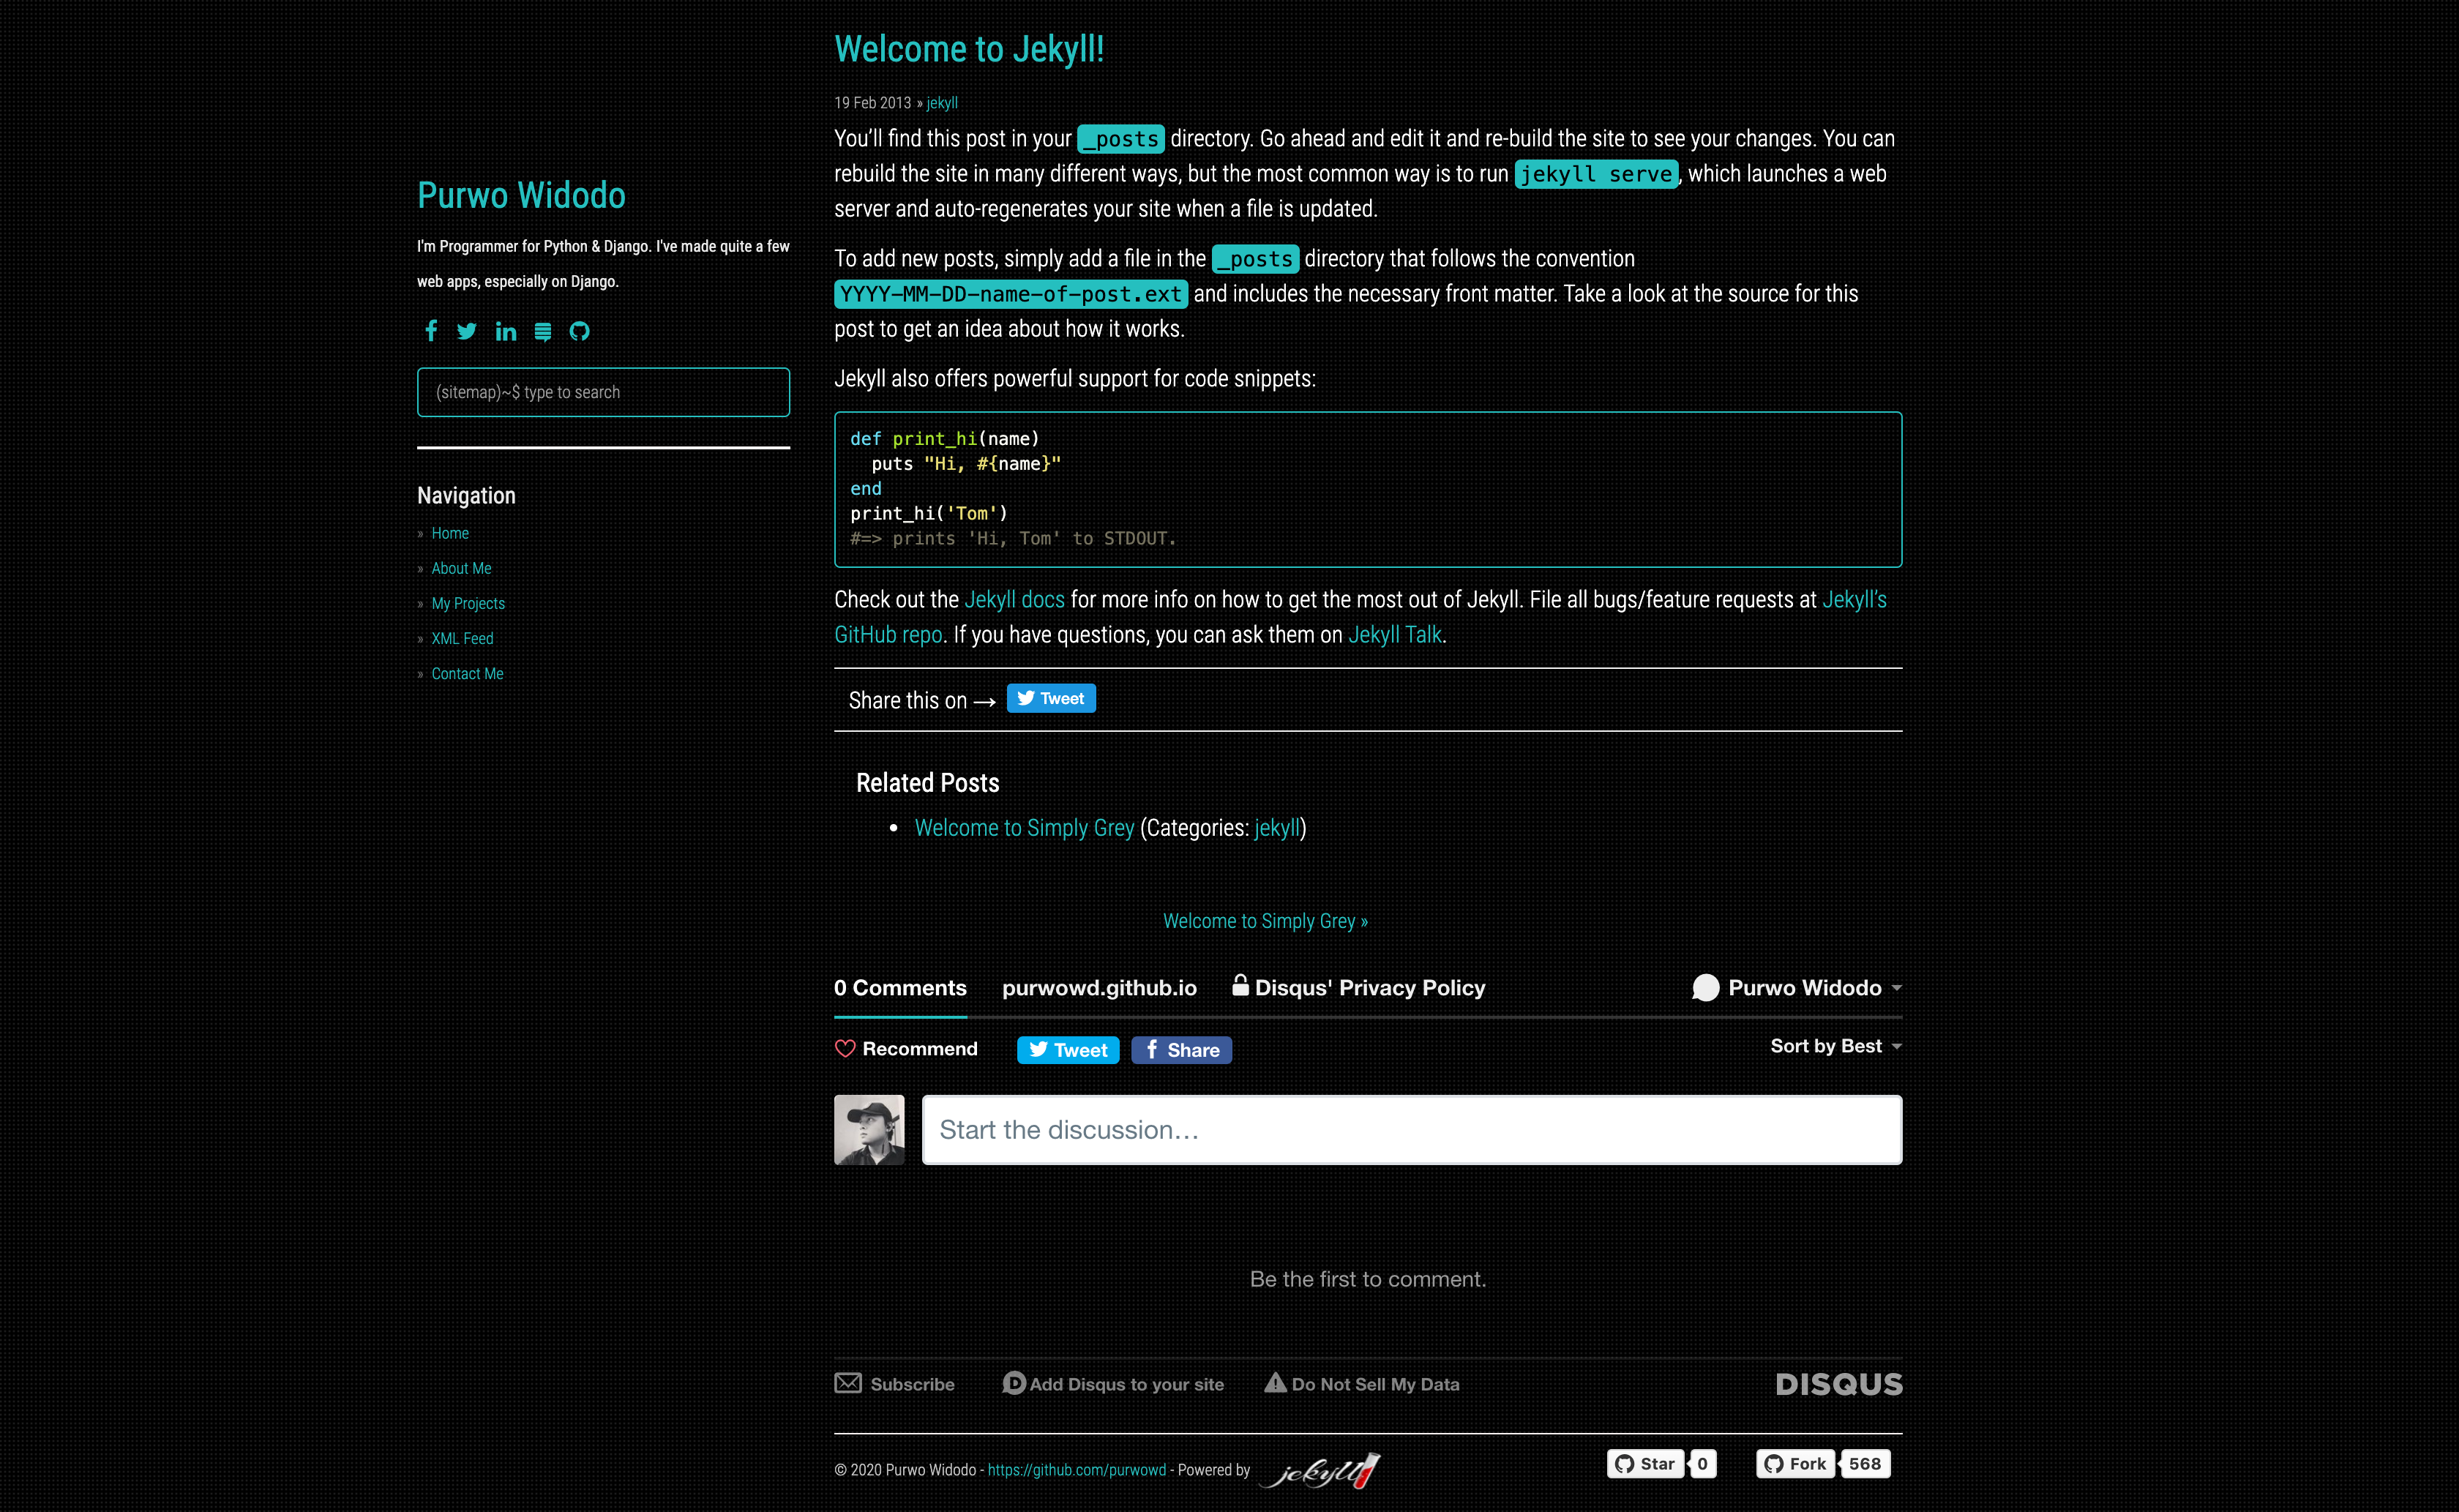 Purwo Widodo
I'm Programmer for Python & Django. I've made quite a few
web apps, especially on Django.
(sitemap)~$ type to search
Navigation
» Home
» About Me
» My Projects
» XML Feed
» Contact Me
Welcome to Jekyll!
19 Feb 2013 » jekyll
You’ll find this post in your _posts directory. Go ahead and edit it and re-build the site to see your changes. You can
rebuild the site in many different ways, but the most common way is to run jekyll serve, which launches a web
server and auto-regenerates your site when a file is updated.
To add new posts, simply add a file in the _posts directory that follows the convention
YYYY-MM-DD-name-of-post.ext and includes the necessary front matter. Take a look at the source for this
post to get an idea about how it works.
Jekyll also offers powerful support for code snippets:
def print_hi(name)
  puts "Hi, #{name}"
end
print_hi('Tom')
#=> prints 'Hi, Tom' to STDOUT.
Check out the Jekyll docs for more info on how to get the most out of Jekyll. File all bugs/feature requests at Jekyll’s
GitHub repo. If you have questions, you can ask them on Jekyll Talk.
Share this on → Tweet
Related Posts
• Welcome to Simply Grey (Categories: jekyll)
Welcome to Simply Grey »
0 Comments purwowd.github.io Disqus' Privacy Policy Purwo Widodo
Recommend Tweet Share Sort by Best
Start the discussion…
Be the first to comment.
Subscribe Add Disqus to your site Do Not Sell My Data DISQUS
© 2020 Purwo Widodo - https://github.com/purwowd - Powered by jekyll Star 0 Fork 568